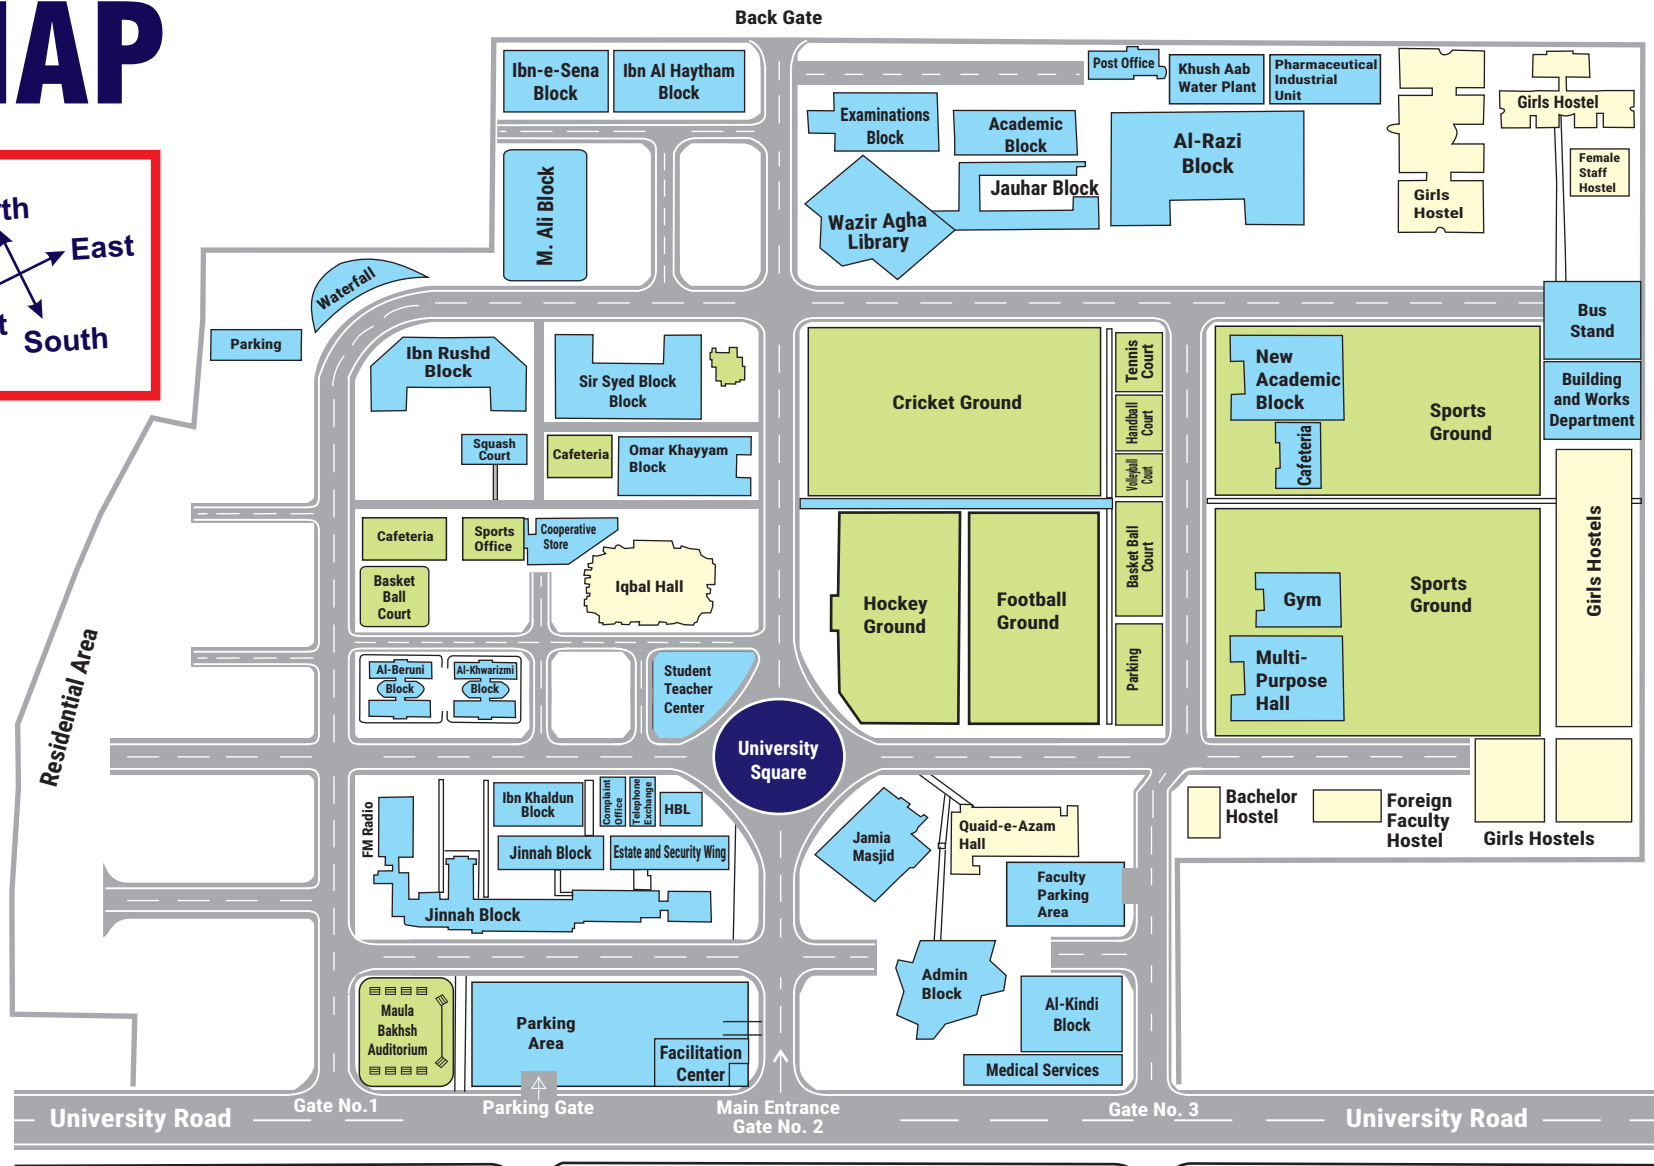 MAP
Back Gate
Ibn-e-Sena
Block
Ibn Al Haytham
Block
Post Office
Khush Aab
Water Plant
Pharmaceutical
Industrial
Unit
Girls Hostel
Examinations
Block
Academic
Block
Al-Razi
Block
Female
Staff
Hostel
M. Ali Block
Jauhar Block
Girls
Hostel
Wazir Agha
Library
East
South
Waterfall
Parking
Bus
Stand
Ibn Rushd
Block
Sir Syed Block
Block
Cricket Ground
Tennis
Court
Handball
Court
Volleyball
Court
New
Academic
Block
Cafeteria
Sports
Ground
Building
and Works
Department
Squash
Court
Cafeteria
Omar Khayyam
Block
Cafeteria
Sports
Office
Cooperative
Store
Basket
Ball
Court
Iqbal Hall
Hockey
Ground
Football
Ground
Basket Ball
Court
Parking
Gym
Sports
Ground
Multi-
Purpose
Hall
Girls Hostels
Residential Area
Al-Beruni
Block
Al-Khwarizmi
Block
Student
Teacher
Center
University
Square
FM Radio
Ibn Khaldun
Block
Complaint
Office
Telephone
Exchange
HBL
Jinnah Block
Estate and Security Wing
Jinnah Block
Jamia
Masjid
Quaid-e-Azam
Hall
Faculty
Parking
Area
Bachelor
Hostel
Foreign
Faculty
Hostel
Girls Hostels
Maula
Bakhsh
Auditorium
Parking
Area
Facilitation
Center
Admin
Block
Al-Kindi
Block
Medical Services
University Road
Gate No.1
Parking Gate
Main Entrance
Gate No. 2
Gate No. 3
University Road